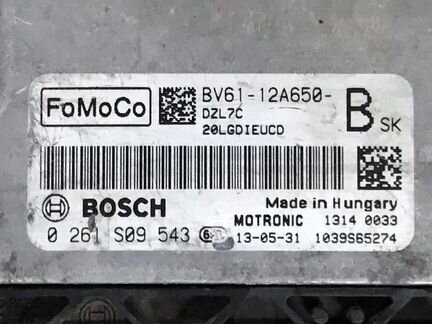 FoMoCo
BV61-12A650-
B SK
DZL7C
20LGDIEUCD
BOSCH
Made in Hungary
MOTRONIC 1314 0033
0 261 S09 543 13-05-31 1039S65274